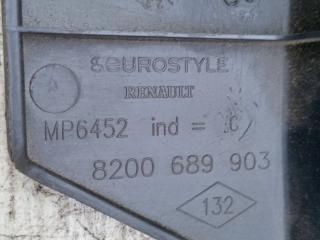 EUROSTYLE
RENAULT
MP6452 ind = C
8200 689 903
132